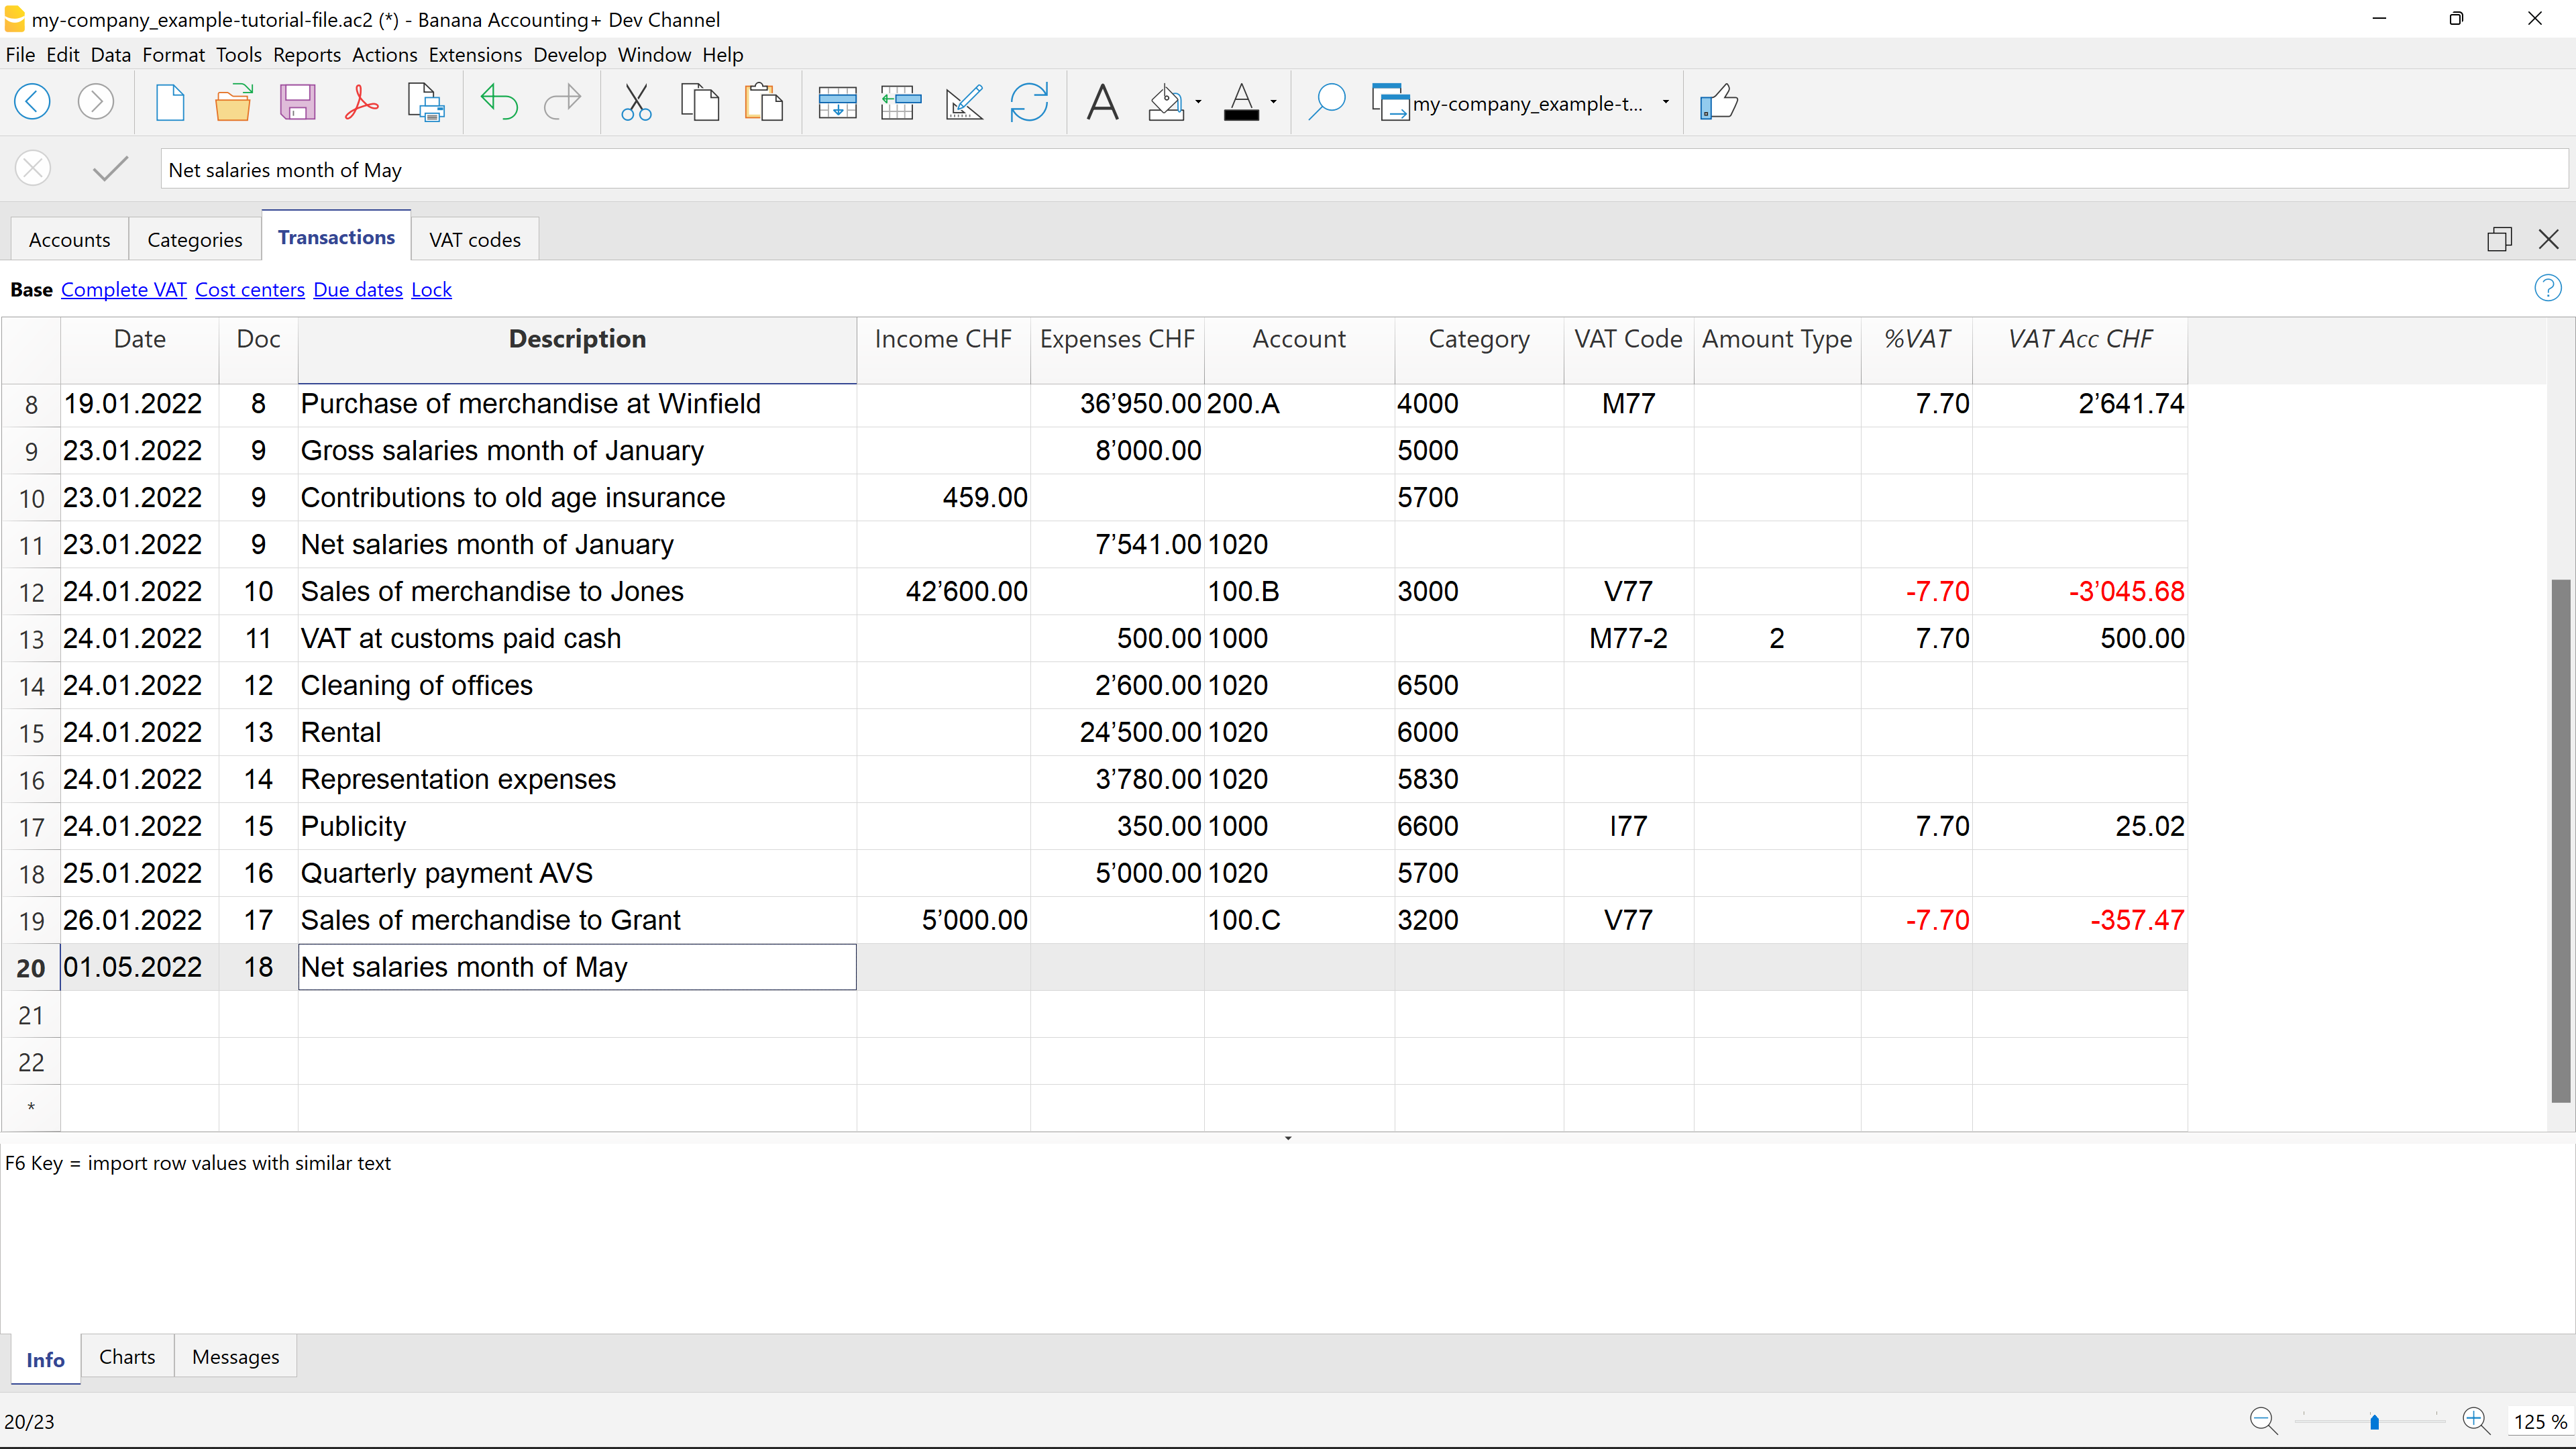 my-company_example-tutorial-file.ac2 (*) - Banana Accounting+ Dev Channel
File Edit Data Format Tools Reports Actions Extensions Develop Window Help
my-company_example-t...
Net salaries month of May
Accounts Categories Transactions VAT codes
Base Complete VAT Cost centers Due dates Lock
Date Doc Description Income CHF Expenses CHF Account Category VAT Code Amount Type %VAT VAT Acc CHF
8 19.01.2022 8 Purchase of merchandise at Winfield 36’950.00 200.A 4000 M77 7.70 2’641.74
9 23.01.2022 9 Gross salaries month of January 8’000.00 5000
10 23.01.2022 9 Contributions to old age insurance 459.00 5700
11 23.01.2022 9 Net salaries month of January 7’541.00 1020
12 24.01.2022 10 Sales of merchandise to Jones 42’600.00 100.B 3000 V77 -7.70 -3’045.68
13 24.01.2022 11 VAT at customs paid cash 500.00 1000 M77-2 2 7.70 500.00
14 24.01.2022 12 Cleaning of offices 2’600.00 1020 6500
15 24.01.2022 13 Rental 24’500.00 1020 6000
16 24.01.2022 14 Representation expenses 3’780.00 1020 5830
17 24.01.2022 15 Publicity 350.00 1000 6600 I77 7.70 25.02
18 25.01.2022 16 Quarterly payment AVS 5’000.00 1020 5700
19 26.01.2022 17 Sales of merchandise to Grant 5’000.00 100.C 3200 V77 -7.70 -357.47
20 01.05.2022 18 Net salaries month of May
21
22
*
F6 Key = import row values with similar text
Info Charts Messages
20/23 125 %